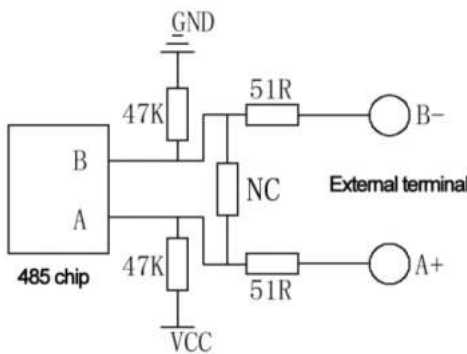 GND
51R
47K
B-
B
NC
External terminal
A
47K
A+
485 chip
51R
VCC